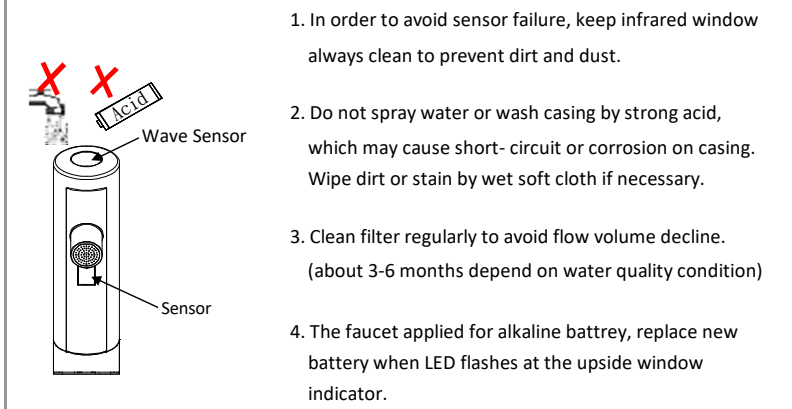 1. In order to avoid sensor failure, keep infrared window
always clean to prevent dirt and dust.
Acid
2. Do not spray water or wash casing by strong acid,
Wave Sensor
which may cause short- circuit or corrosion on casing.
Wipe dirt or stain by wet soft cloth if necessary.
3. Clean filter regularly to avoid flow volume decline.
(about 3-6 months depend on water quality condition)
Sensor
4. The faucet applied for alkaline battrey, replace new
battery when LED flashes at the upside window
indicator.